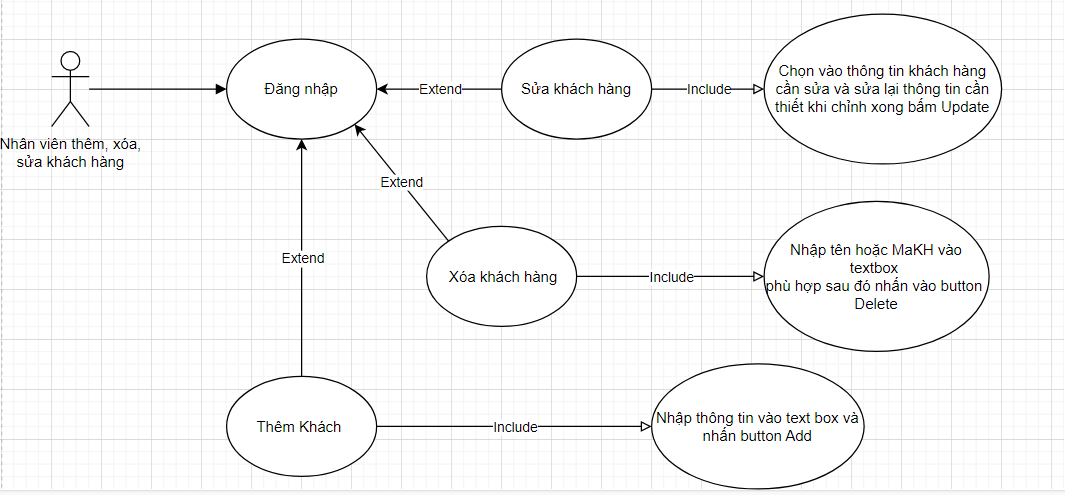 Nhân viên thêm, xóa,
sửa khách hàng
Đăng nhập
Extend
Sửa khách hàng
Include
Chọn vào thông tin khách hàng
cần sửa và sửa lại thông tin cần
thiết khi chỉnh xong bấm Update
Extend
Xóa khách hàng
Include
Nhập tên hoặc MaKH vào
textbox
phù hợp sau đó nhấn vào button
Delete
Extend
Thêm Khách
Include
Nhập thông tin vào text box và
nhấn button Add